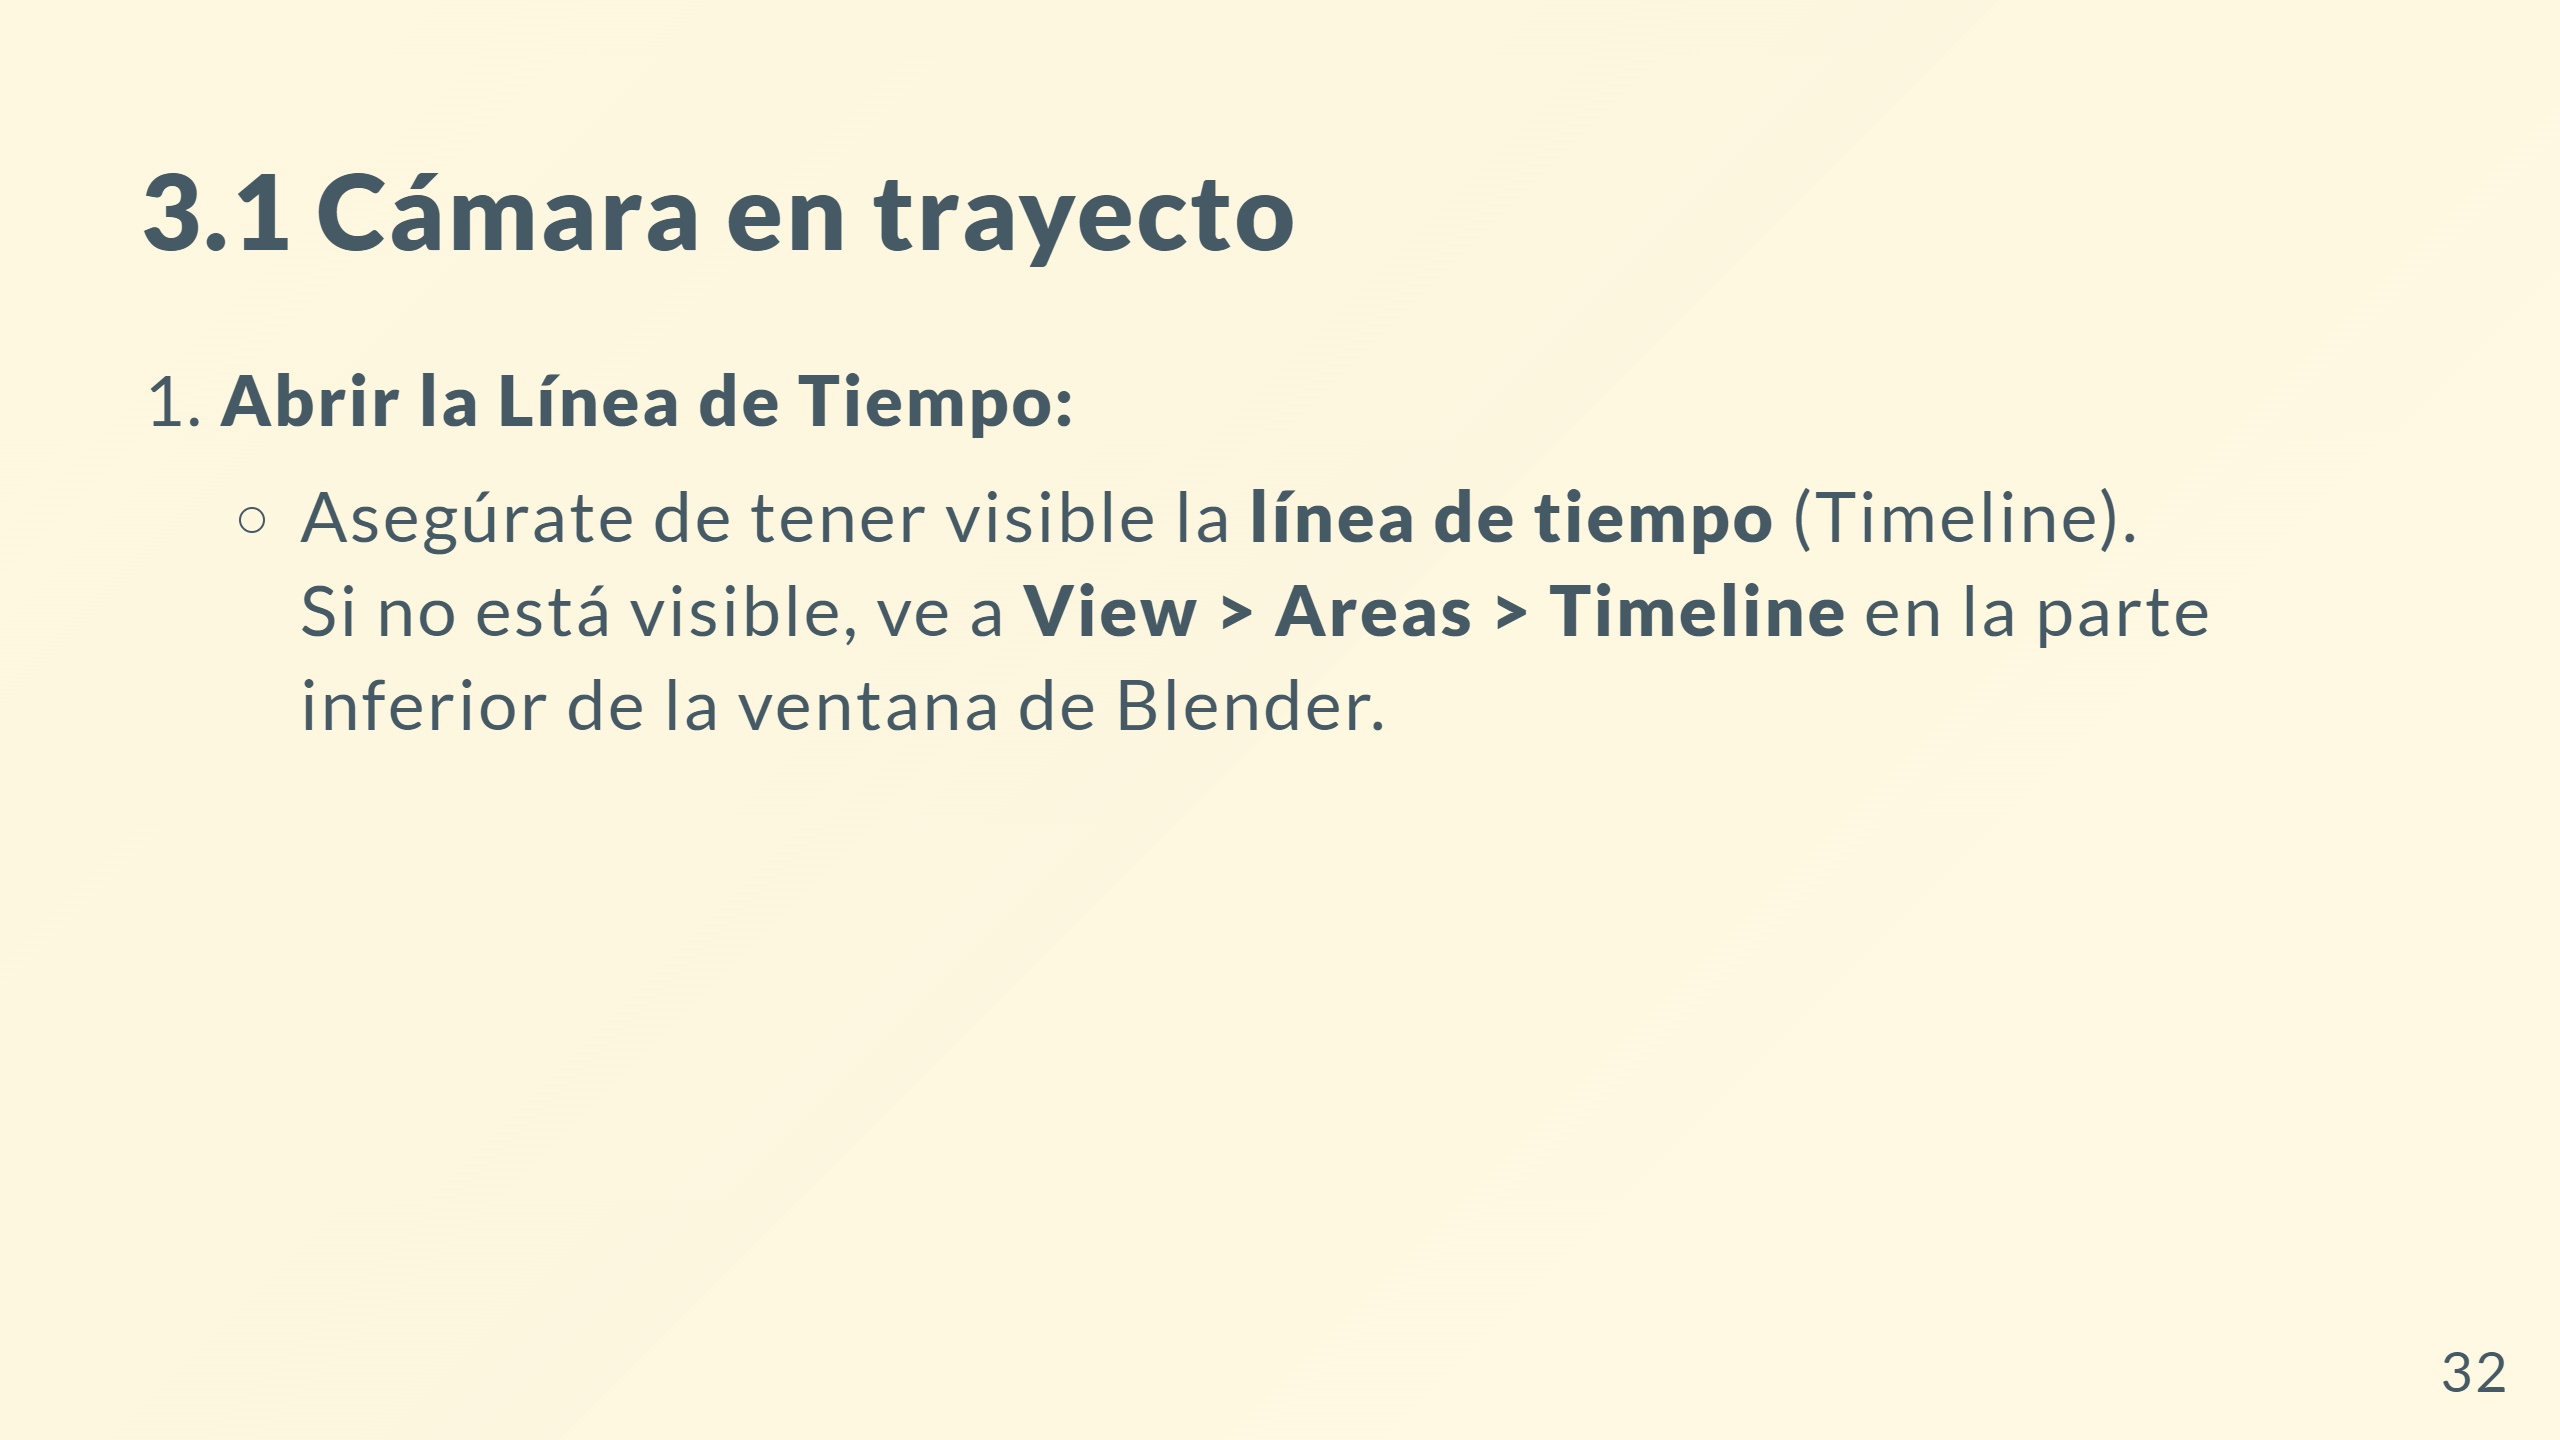 3.1 Cámara en trayecto
1. Abrir la Línea de Tiempo:
○ Asegúrate de tener visible la línea de tiempo (Timeline).
Si no está visible, ve a View > Areas > Timeline en la parte
inferior de la ventana de Blender.
32